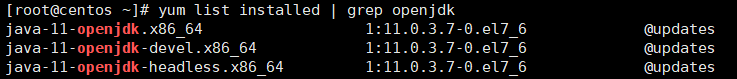 [root@centos ~]# yum list installed | grep openjdk
java-11-openjdk.x86_64 1:11.0.3.7-0.el7_6 @updates
java-11-openjdk-devel.x86_64 1:11.0.3.7-0.el7_6 @updates
java-11-openjdk-headless.x86_64 1:11.0.3.7-0.el7_6 @updates